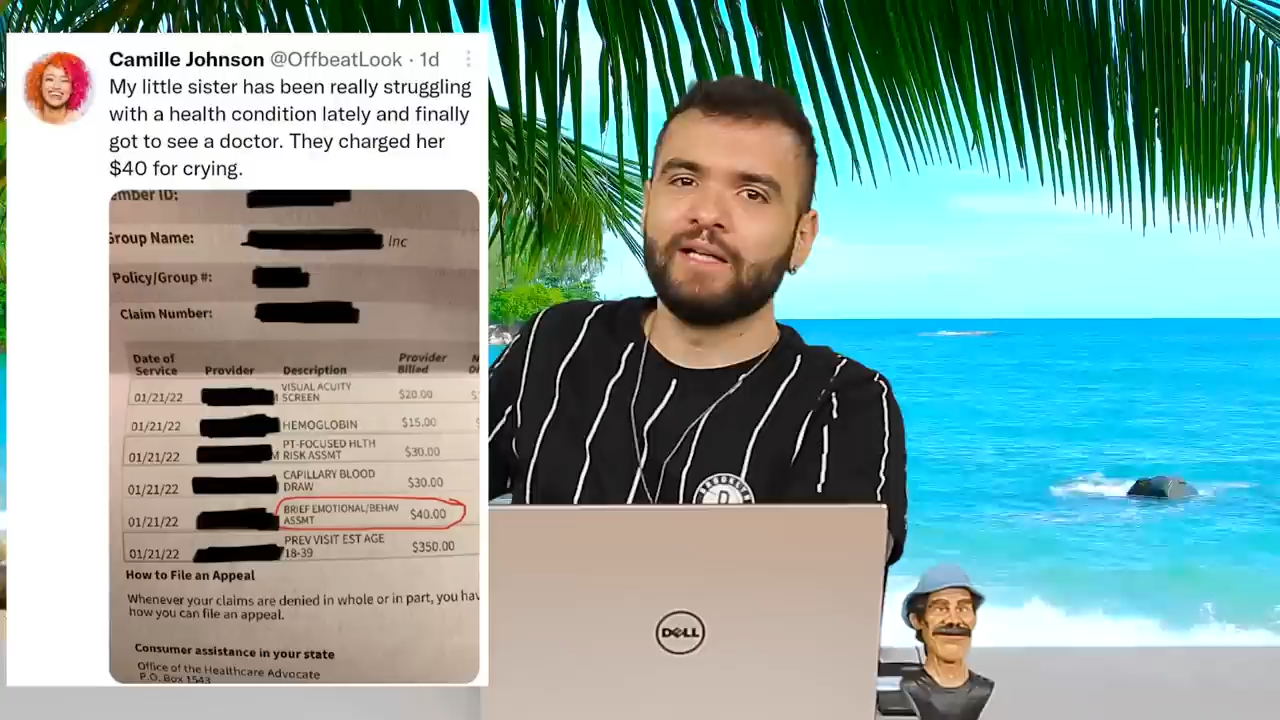 Camille Johnson @OffbeatLook · 1d
My little sister has been really struggling
with a health condition lately and finally
got to see a doctor. They charged her
$40 for crying.
ember ID:
Group Name: Inc
Policy/Group #:
Claim Number:
Date of Service Provider Description Provider Billed
01/21/22 VISUAL ACUITY SCREEN $20.00
01/21/22 HEMOGLOBIN $15.00
01/21/22 PT-FOCUSED HLTH RISK ASSMT $30.00
01/21/22 CAPILLARY BLOOD DRAW $30.00
01/21/22 BRIEF EMOTIONAL/BEHAV ASSMT $40.00
01/21/22 PREV VISIT EST AGE 18-39 $350.00
How to File an Appeal
Whenever your claims are denied in whole or in part, you hav
how you can file an appeal.
Consumer assistance in your state
Office of the Healthcare Advocate
P.O. Box 1543
BROOKLYN
DELL